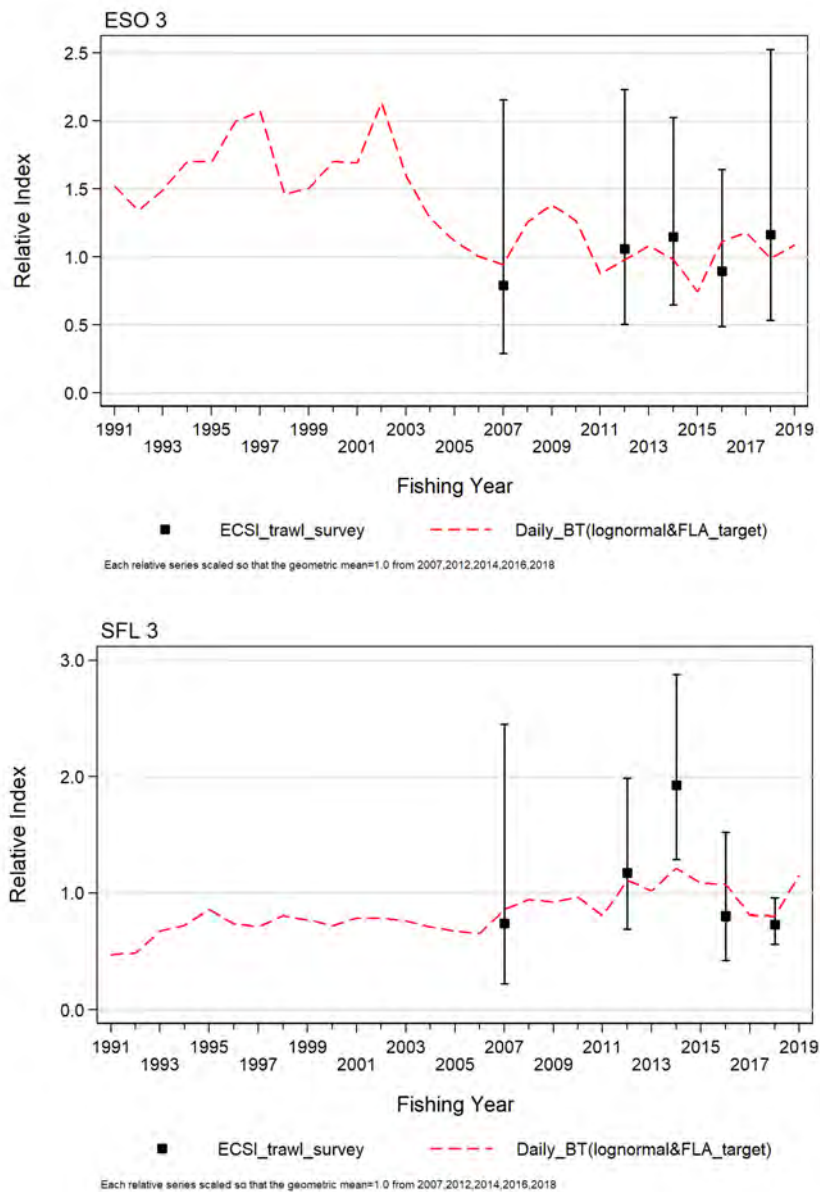 ESO 3
2.5
2.0
1.5
1.0
0.5
0.0
Relative Index
1991 1995 1999 2003 2007 2011 2015 2019
1993 1997 2001 2005 2009 2013 2017
Fishing Year
ECSI_trawl_survey Daily_BT(lognormal&FLA_target)
Each relative series scaled so that the geometric mean=1.0 from 2007,2012,2014,2016,2018
SFL 3
3.0
2.0
1.0
0.0
Relative Index
1991 1995 1999 2003 2007 2011 2015 2019
1993 1997 2001 2005 2009 2013 2017
Fishing Year
ECSI_trawl_survey Daily_BT(lognormal&FLA_target)
Each relative series scaled so that the geometric mean=1.0 from 2007,2012,2014,2016,2018